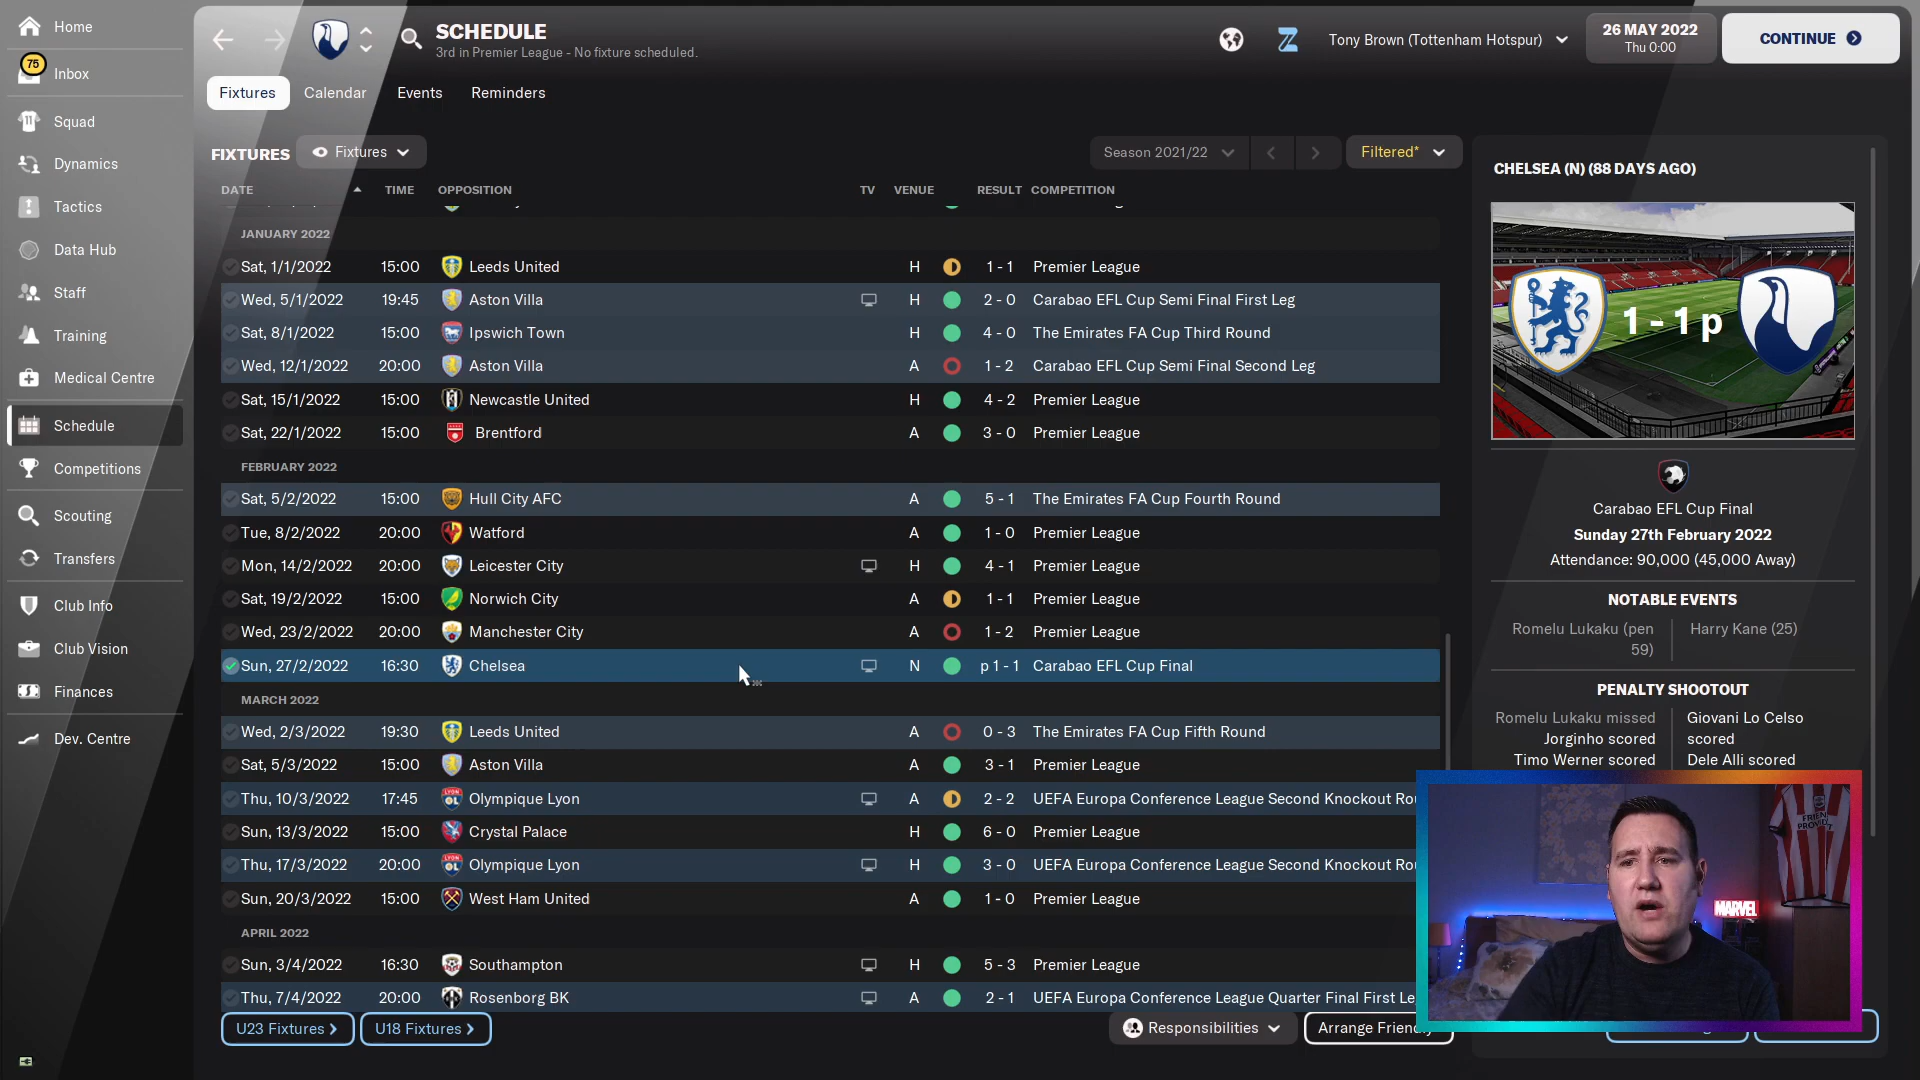 Home
75
Inbox
Squad
Dynamics
Tactics
Data Hub
Staff
Training
Medical Centre
Schedule
Competitions
Scouting
Transfers
Club Info
Club Vision
Finances
Dev. Centre
SCHEDULE
3rd in Premier League - No fixture scheduled.
Tony Brown (Tottenham Hotspur)
26 MAY 2022
Thu 0:00
CONTINUE
Fixtures Calendar Events Reminders
FIXTURES Fixtures Season 2021/22 Filtered*
DATE TIME OPPOSITION TV VENUE RESULT COMPETITION
JANUARY 2022
Sat, 1/1/2022 15:00 Leeds United H 1 - 1 Premier League
Wed, 5/1/2022 19:45 Aston Villa H 2 - 0 Carabao EFL Cup Semi Final First Leg
Sat, 8/1/2022 15:00 Ipswich Town H 4 - 0 The Emirates FA Cup Third Round
Wed, 12/1/2022 20:00 Aston Villa A 1 - 2 Carabao EFL Cup Semi Final Second Leg
Sat, 15/1/2022 15:00 Newcastle United H 4 - 2 Premier League
Sat, 22/1/2022 15:00 Brentford A 3 - 0 Premier League
FEBRUARY 2022
Sat, 5/2/2022 15:00 Hull City AFC A 5 - 1 The Emirates FA Cup Fourth Round
Tue, 8/2/2022 20:00 Watford A 1 - 0 Premier League
Mon, 14/2/2022 20:00 Leicester City H 4 - 1 Premier League
Sat, 19/2/2022 15:00 Norwich City A 1 - 1 Premier League
Wed, 23/2/2022 20:00 Manchester City A 1 - 2 Premier League
Sun, 27/2/2022 16:30 Chelsea N p 1 - 1 Carabao EFL Cup Final
MARCH 2022
Wed, 2/3/2022 19:30 Leeds United A 0 - 3 The Emirates FA Cup Fifth Round
Sat, 5/3/2022 15:00 Aston Villa A 3 - 1 Premier League
Thu, 10/3/2022 17:45 Olympique Lyon A 2 - 2 UEFA Europa Conference League Second Knockout Rou
Sun, 13/3/2022 15:00 Crystal Palace H 6 - 0 Premier League
Thu, 17/3/2022 20:00 Olympique Lyon H 3 - 0 UEFA Europa Conference League Second Knockout Rou
Sun, 20/3/2022 15:00 West Ham United A 1 - 0 Premier League
APRIL 2022
Sun, 3/4/2022 16:30 Southampton H 5 - 3 Premier League
Thu, 7/4/2022 20:00 Rosenborg BK A 2 - 1 UEFA Europa Conference League Quarter Final First Le
U23 Fixtures U18 Fixtures Responsibilities Arrange Friendly
CHELSEA (N) (88 DAYS AGO)
1 - 1 p
Carabao EFL Cup Final
Sunday 27th February 2022
Attendance: 90,000 (45,000 Away)
NOTABLE EVENTS
Romelu Lukaku (pen 59)
Harry Kane (25)
PENALTY SHOOTOUT
Romelu Lukaku missed
Jorginho scored
Timo Werner scored
Giovani Lo Celso scored
Dele Alli scored
MARVEL